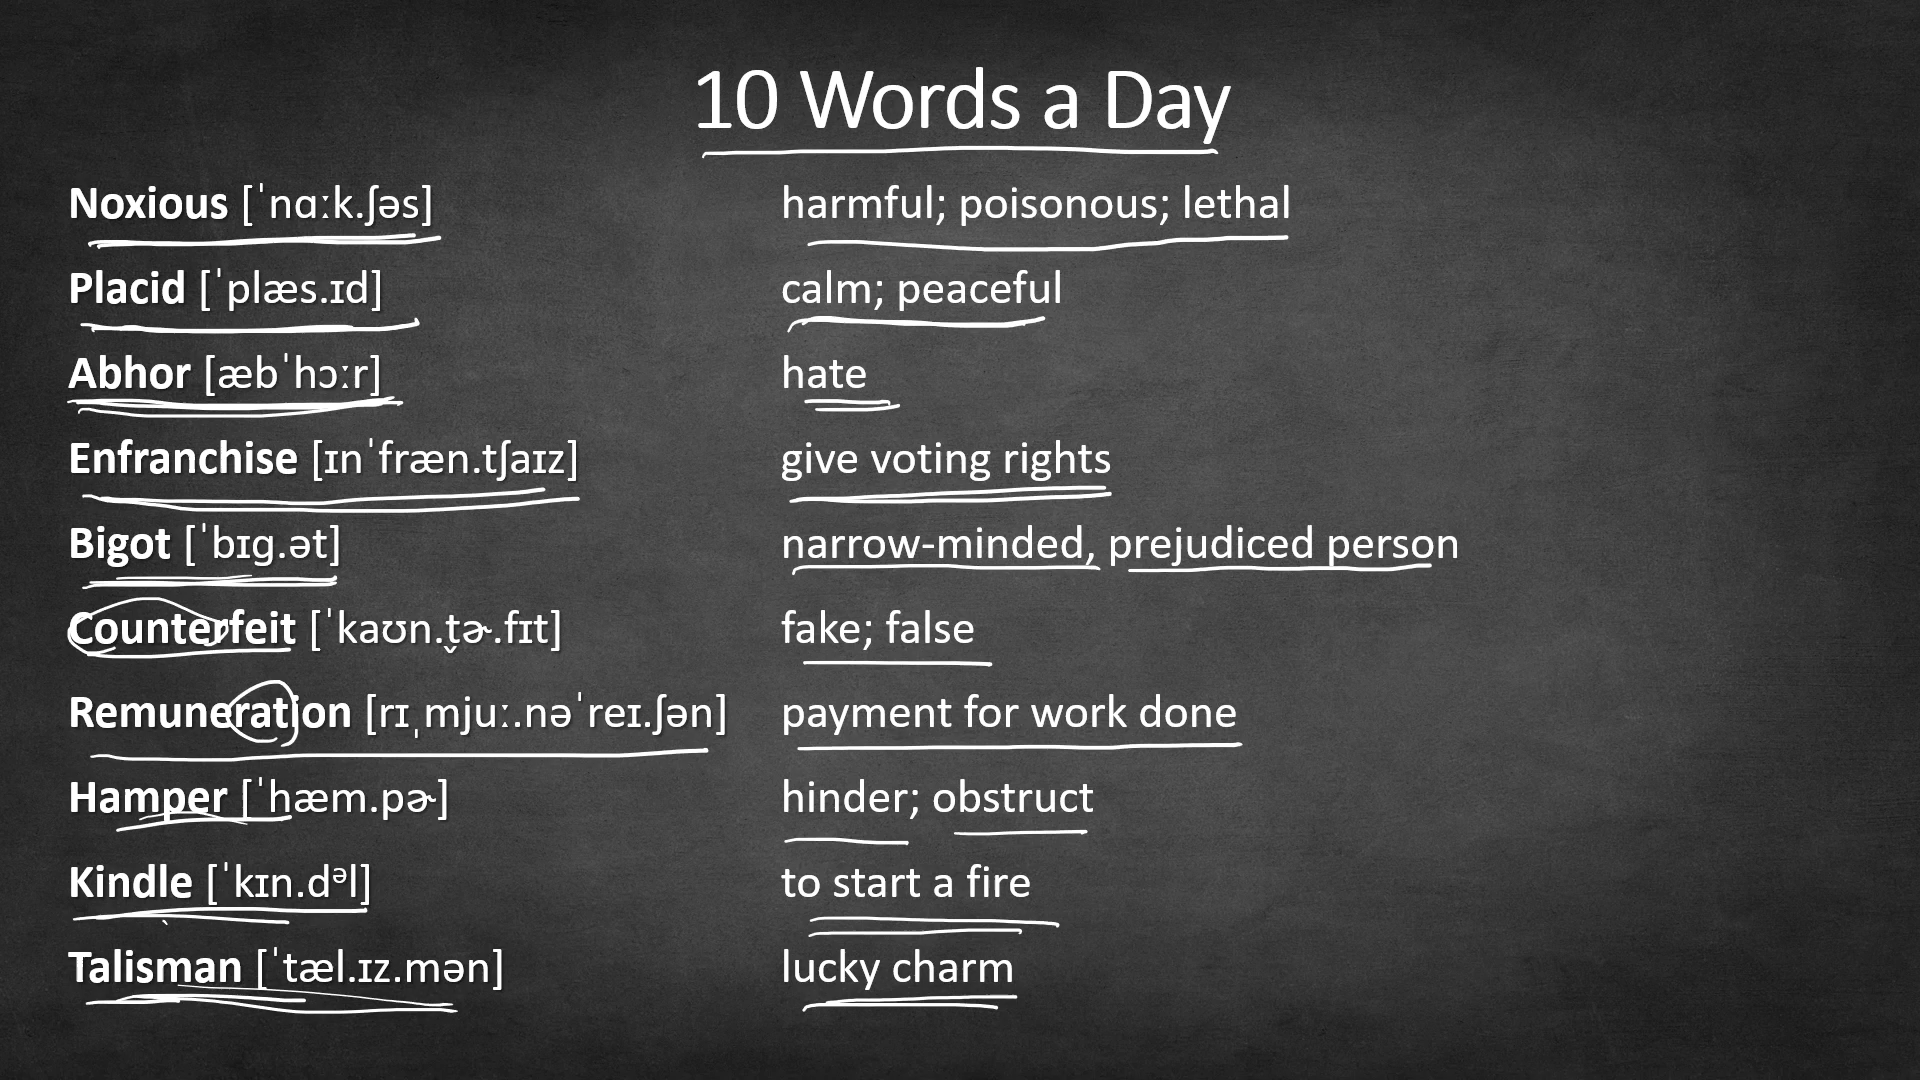 10 Words a Day
Noxious [ˈnɑːk.ʃəs] harmful; poisonous; lethal
Placid [ˈplæs.ɪd] calm; peaceful
Abhor [æbˈhɔːr] hate
Enfranchise [ɪnˈfræn.tʃaɪz] give voting rights
Bigot [ˈbɪɡ.ət] narrow-minded, prejudiced person
Counterfeit [ˈkaʊn.t̬ɚ.fɪt] fake; false
Remuneration [rɪˌmjuː.nəˈreɪ.ʃən] payment for work done
Hamper [ˈhæm.pɚ] hinder; obstruct
Kindle [ˈkɪn.dᵊl] to start a fire
Talisman [ˈtæl.ɪz.mən] lucky charm